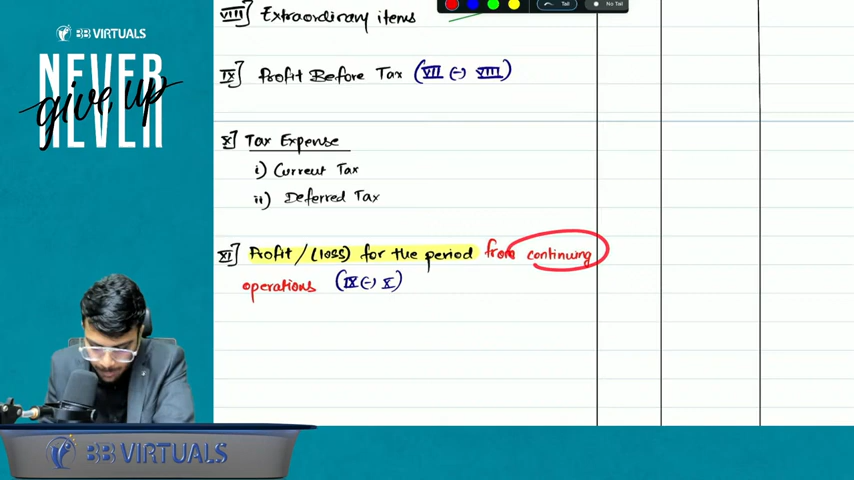 BB VIRTUALS
NEVER
give up
NEVER
Tail
No Tail
VIII] Extraordinary items
IX] Profit Before Tax (VII (-) VIII)
X] Tax Expense
i) Current Tax
ii) Deferred Tax
XI] Profit/(loss) for the period from continuing
operations (IX (-) X)
BB VIRTUALS